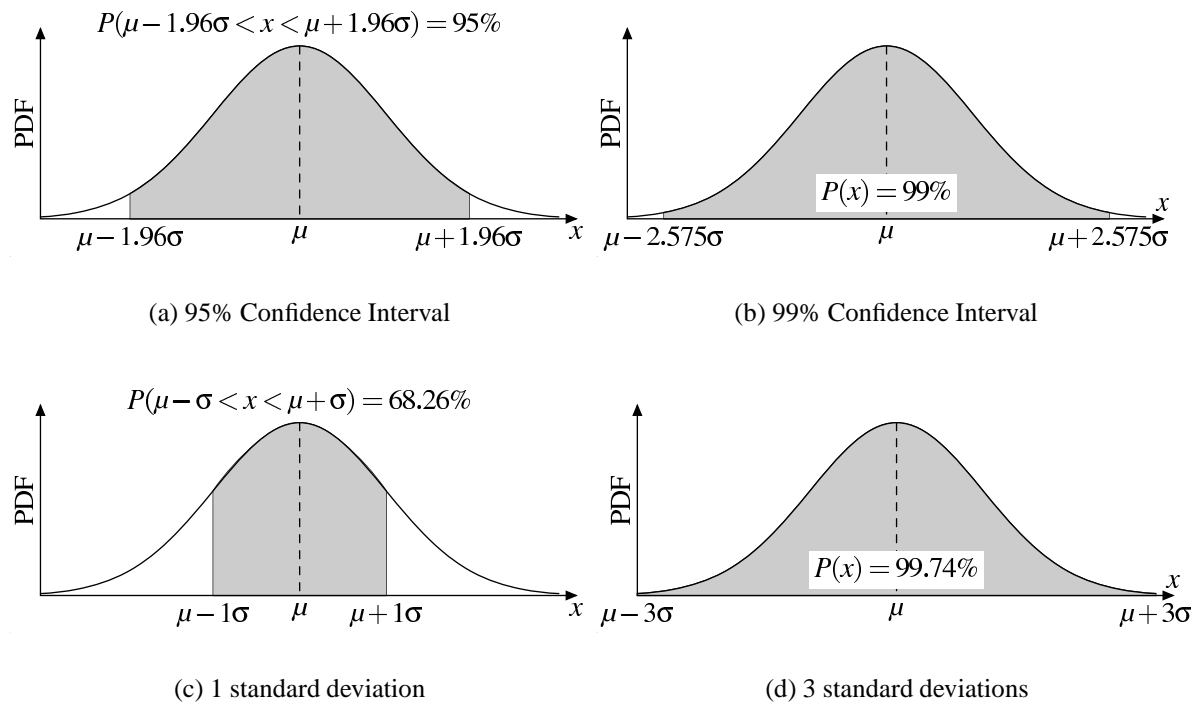 P(μ−1.96σ < x < μ+1.96σ) = 95%
PDF
μ−1.96σ
μ
μ+1.96σ
x
(a) 95% Confidence Interval
PDF
P(x) = 99%
x
μ−2.575σ
μ
μ+2.575σ
(b) 99% Confidence Interval
P(μ−σ < x < μ+σ) = 68.26%
PDF
μ−1σ
μ
μ+1σ
x
(c) 1 standard deviation
PDF
P(x) = 99.74%
x
μ−3σ
μ
μ+3σ
(d) 3 standard deviations